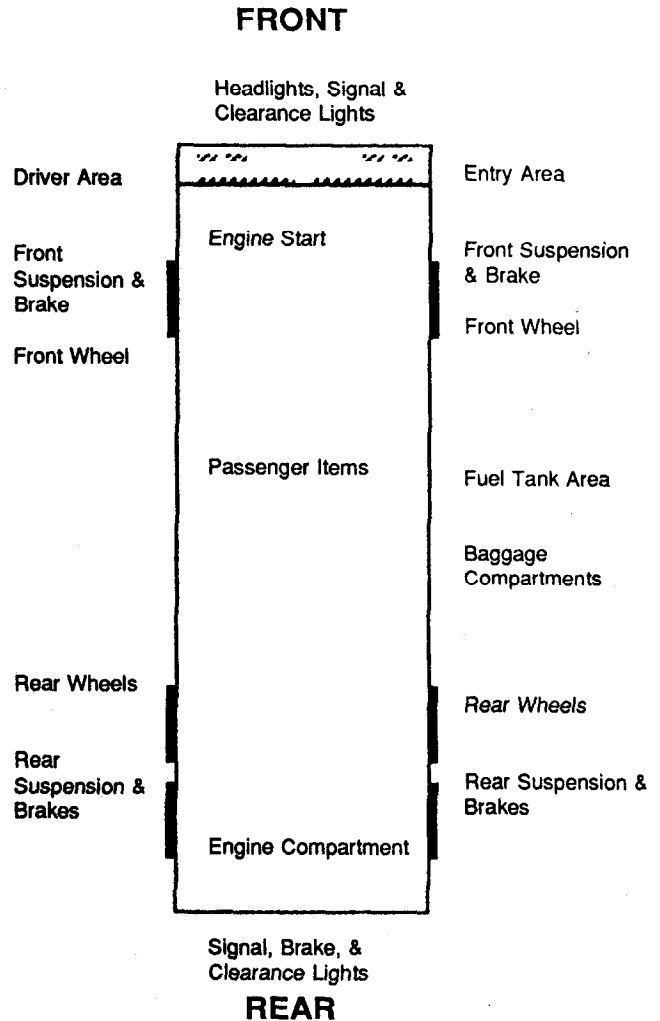 FRONT
Headlights, Signal &
Clearance Lights
Driver Area
Entry Area
Engine Start
Front
Suspension &
Brake
Front Suspension
& Brake
Front Wheel
Front Wheel
Passenger Items
Fuel Tank Area
Baggage
Compartments
Rear Wheels
Rear Wheels
Rear
Suspension &
Brakes
Rear Suspension &
Brakes
Engine Compartment
Signal, Brake, &
Clearance Lights
REAR